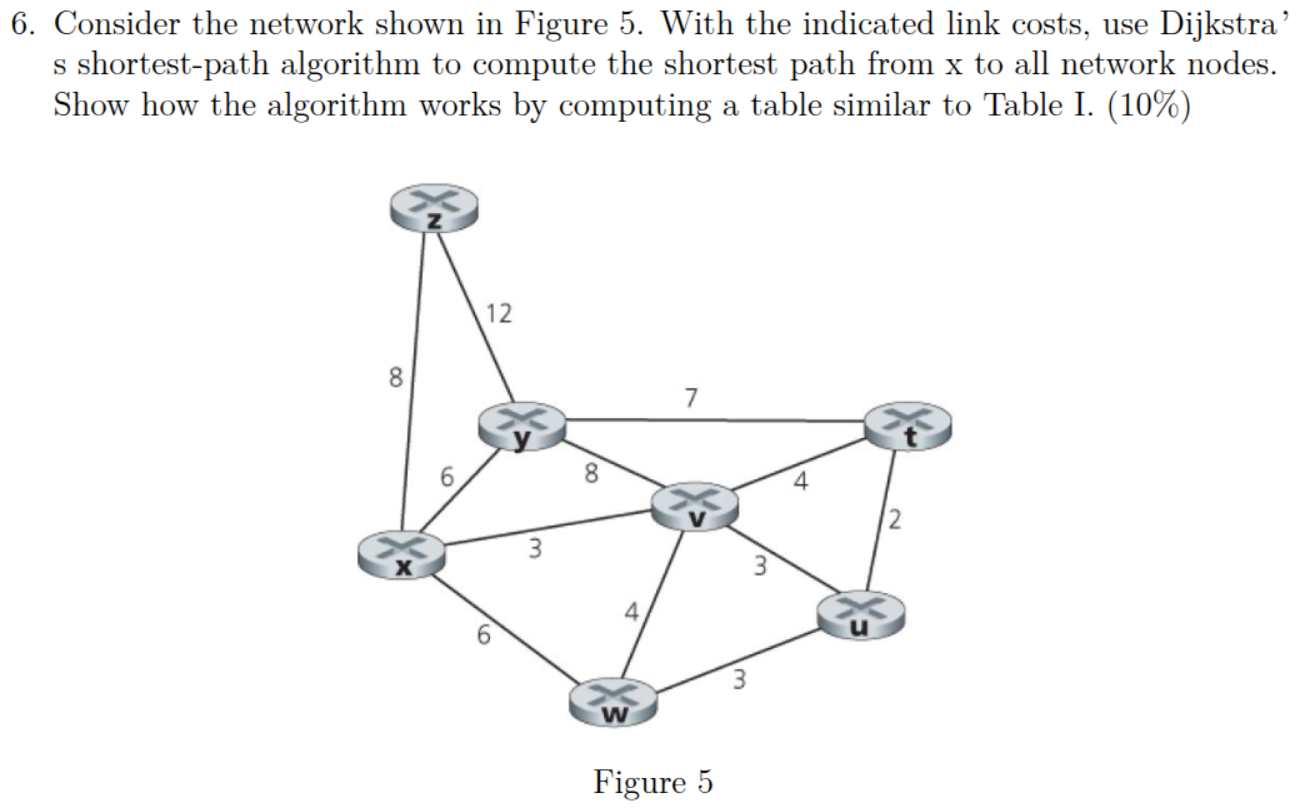 6. Consider the network shown in Figure 5. With the indicated link costs, use Dijkstra’
s shortest-path algorithm to compute the shortest path from x to all network nodes.
Show how the algorithm works by computing a table similar to Table I. (10%)
z
12
8
7
y
t
6
8
4
v
2
3
x
3
4
u
6
3
w
Figure 5